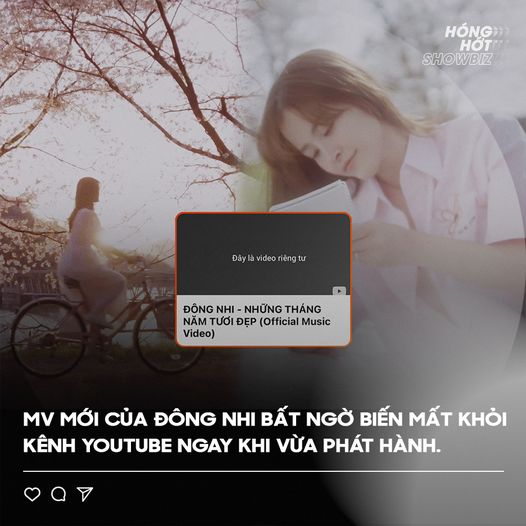 HÓNG
HỚT
SHOWBIZ
Đây là video riêng tư
ĐÔNG NHI - NHỮNG THÁNG
NĂM TƯƠI ĐẸP (Official Music
Video)
MV MỚI CỦA ĐÔNG NHI BẤT NGỜ BIẾN MẤT KHỎI
KÊNH YOUTUBE NGAY KHI VỪA PHÁT HÀNH.